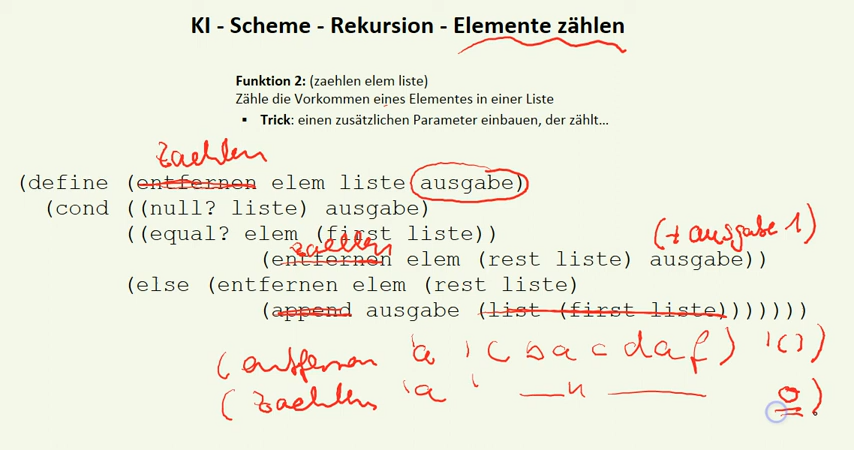 KI - Scheme - Rekursion - Elemente zählen
Funktion 2: (zaehlen elem liste)
Zähle die Vorkommen eines Elementes in einer Liste
▪ Trick: einen zusätzlichen Parameter einbauen, der zählt...
zaehlen
(define (entfernen elem liste ausgabe)
(cond ((null? liste) ausgabe)
((equal? elem (first liste))
zaehlen (+ ausgabe 1)
(entfernen elem (rest liste) ausgabe))
(else (entfernen elem (rest liste)
(append ausgabe (list (first liste)))))))
(entfernen 'a '(bacdaf) '())
(zaehlen 'a ' —"— 0)